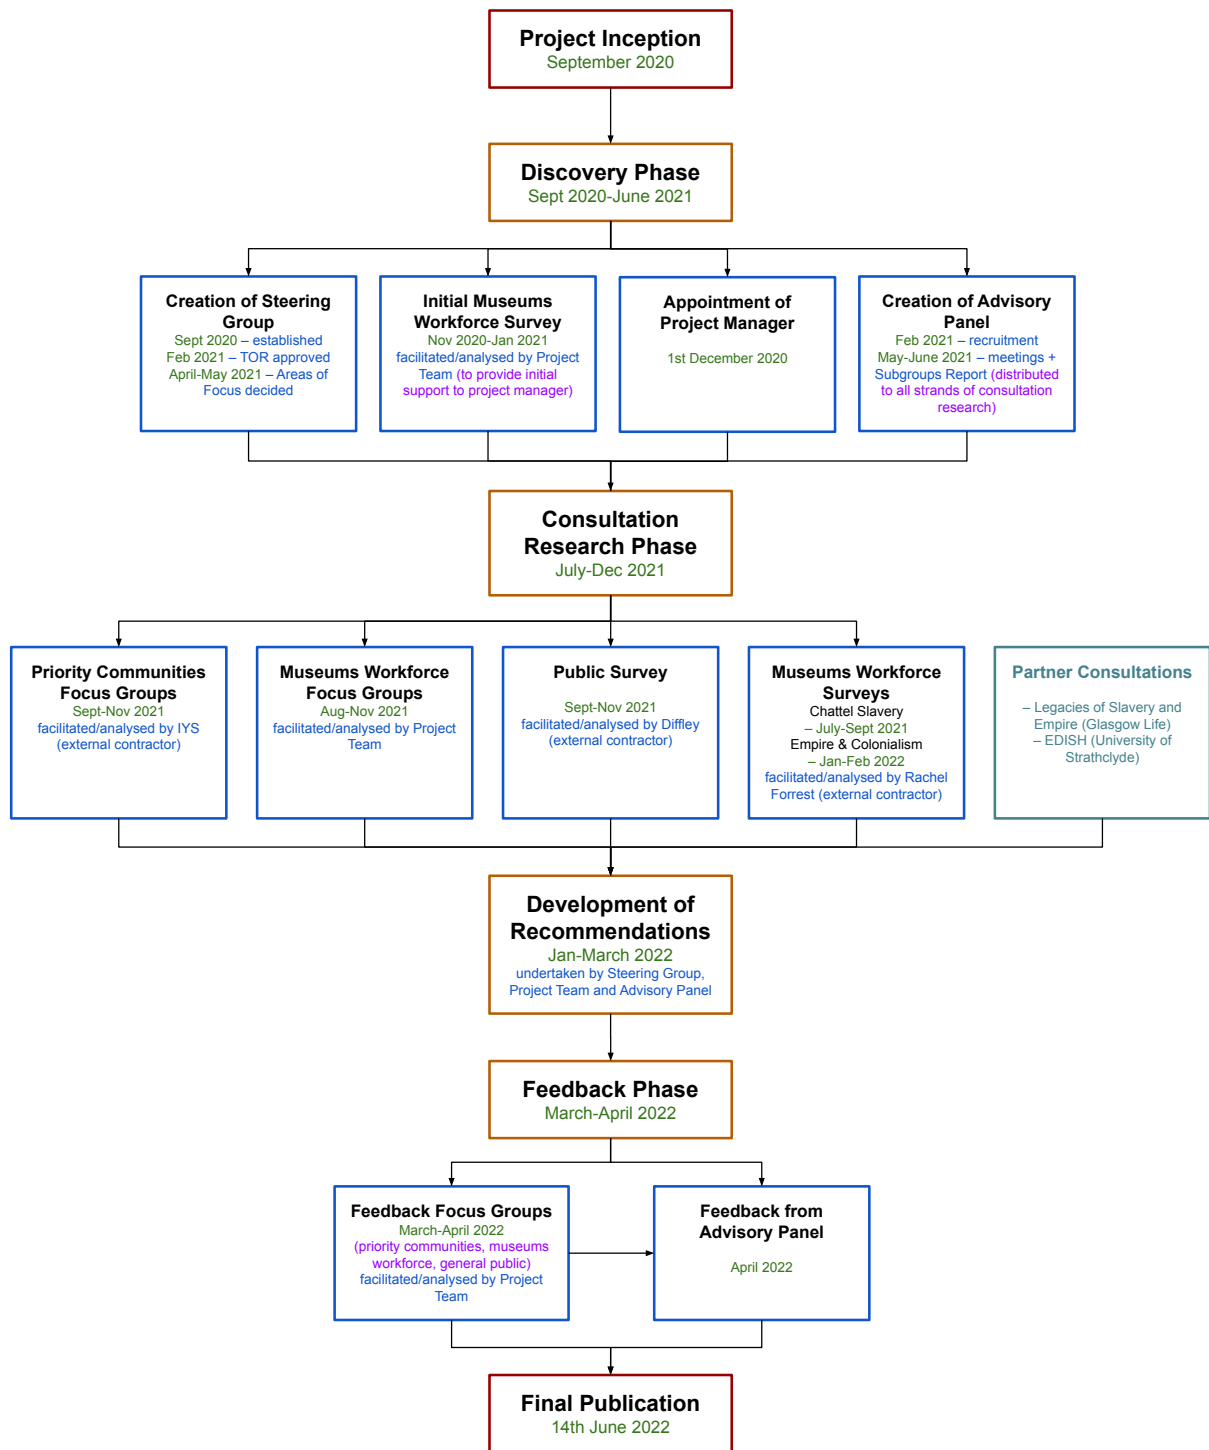 Project Inception
September 2020
Discovery Phase
Sept 2020-June 2021
Creation of Steering
Group
Sept 2020 – established
Feb 2021 – TOR approved
April-May 2021 – Areas of
Focus decided
Initial Museums
Workforce Survey
Nov 2020-Jan 2021
facilitated/analysed by Project
Team (to provide initial
support to project manager)
Appointment of
Project Manager
1st December 2020
Creation of Advisory
Panel
Feb 2021 – recruitment
May-June 2021 – meetings +
Subgroups Report (distributed
to all strands of consultation
research)
Consultation
Research Phase
July-Dec 2021
Priority Communities
Focus Groups
Sept-Nov 2021
facilitated/analysed by IYS
(external contractor)
Museums Workforce
Focus Groups
Aug-Nov 2021
facilitated/analysed by Project
Team
Public Survey
Sept-Nov 2021
facilitated/analysed by Diffley
(external contractor)
Museums Workforce
Surveys
Chattel Slavery
– July-Sept 2021
Empire & Colonialism
– Jan-Feb 2022
facilitated/analysed by Rachel
Forrest (external contractor)
Partner Consultations
– Legacies of Slavery and
Empire (Glasgow Life)
– EDISH (University of
Strathclyde)
Development of
Recommendations
Jan-March 2022
undertaken by Steering Group,
Project Team and Advisory Panel
Feedback Phase
March-April 2022
Feedback Focus Groups
March-April 2022
(priority communities, museums
workforce, general public)
facilitated/analysed by Project
Team
Feedback from
Advisory Panel
April 2022
Final Publication
14th June 2022